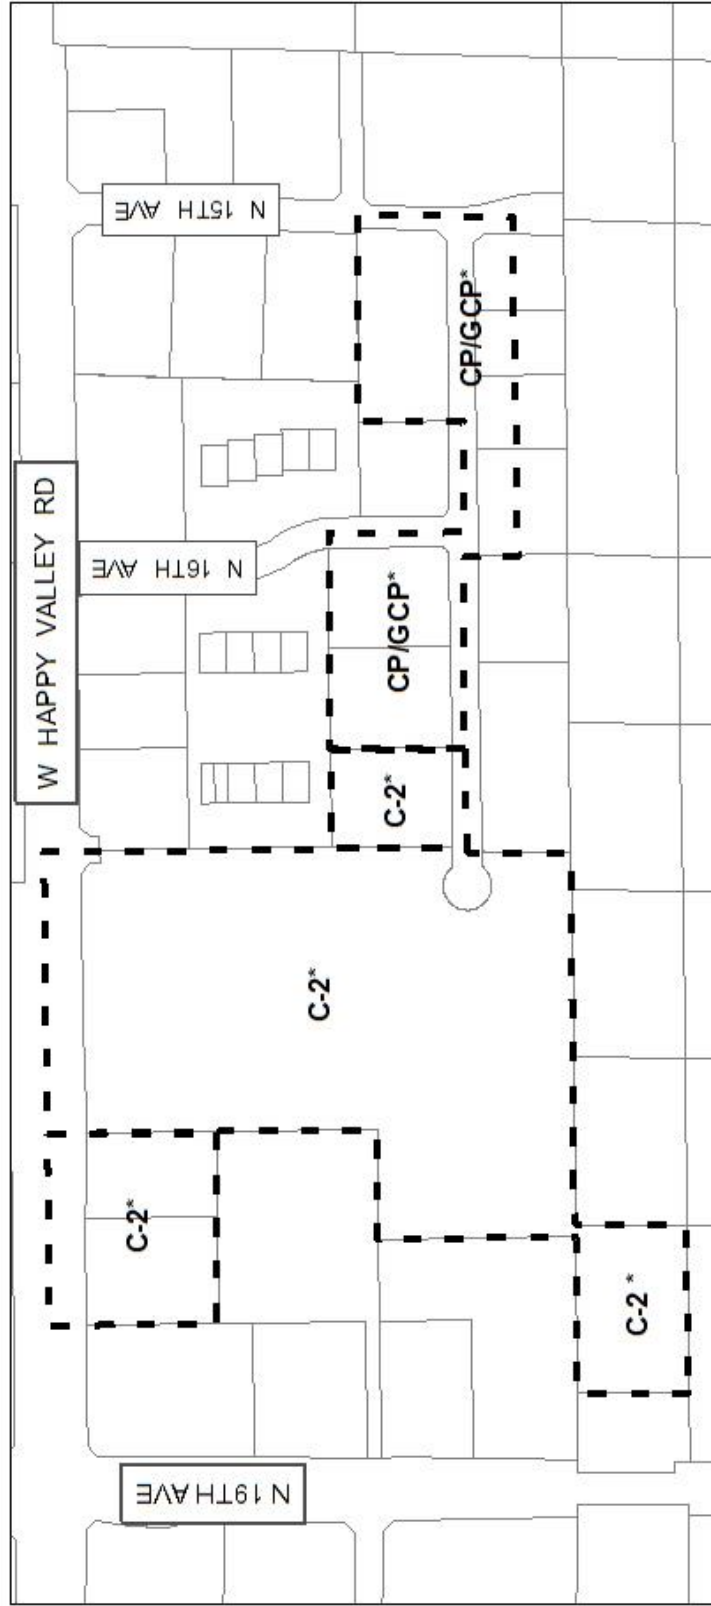 W HAPPY VALLEY RD
N 15TH AVE
N 16TH AVE
N 19TH AVE
C-2*
C-2*
C-2*
CP/GCP*
CP/GCP*
C-2*